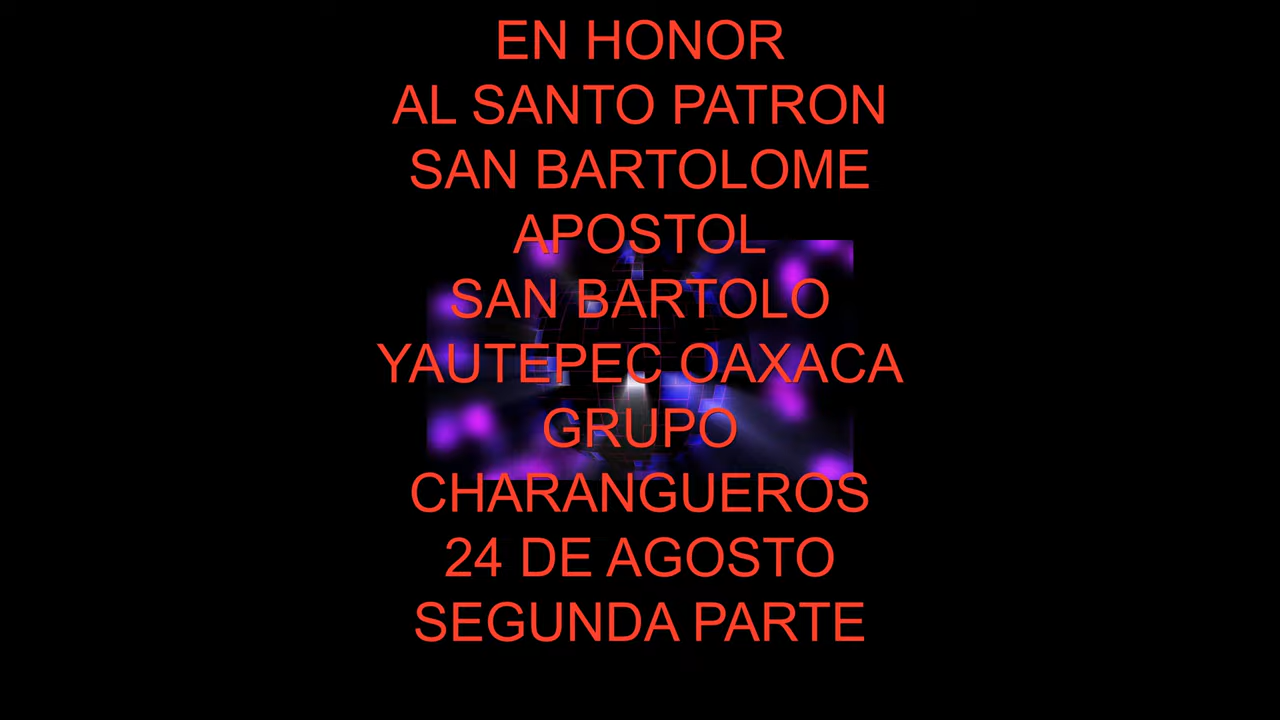 EN HONOR
AL SANTO PATRON
SAN BARTOLOME
APOSTOL
SAN BARTOLO
YAUTEPEC OAXACA
GRUPO
CHARANGUEROS
24 DE AGOSTO
SEGUNDA PARTE